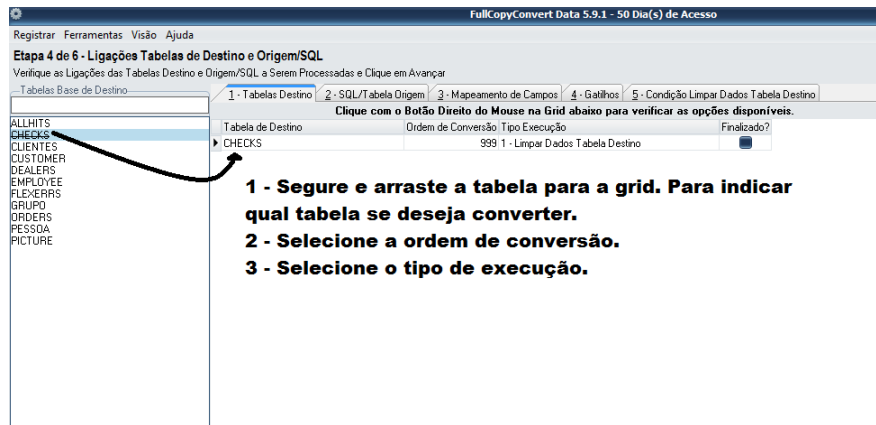 FullCopyConvert Data 5.9.1 - 50 Dia(s) de Acesso
Registrar Ferramentas Visão Ajuda
Etapa 4 de 6 - Ligações Tabelas de Destino e Origem/SQL
Verifique as Ligações das Tabelas Destino e Origem/SQL a Serem Processadas e Clique em Avançar
Tabelas Base de Destino
1 - Tabelas Destino 2 - SQL/Tabela Origem 3 - Mapeamento de Campos 4 - Gatilhos 5 - Condição Limpar Dados Tabela Destino
Clique com o Botão Direito do Mouse na Grid abaixo para verificar as opções disponíveis.
Tabela de Destino Ordem de Conversão Tipo Execução Finalizado?
CHECKS 999 1 - Limpar Dados Tabela Destino
ALLHITS
CHECKS
CLIENTES
CUSTOMER
DEALERS
EMPLOYEE
FLEXERRS
GRUPO
ORDERS
PESSOA
PICTURE
1 - Segure e arraste a tabela para a grid. Para indicar
qual tabela se deseja converter.
2 - Selecione a ordem de conversão.
3 - Selecione o tipo de execução.